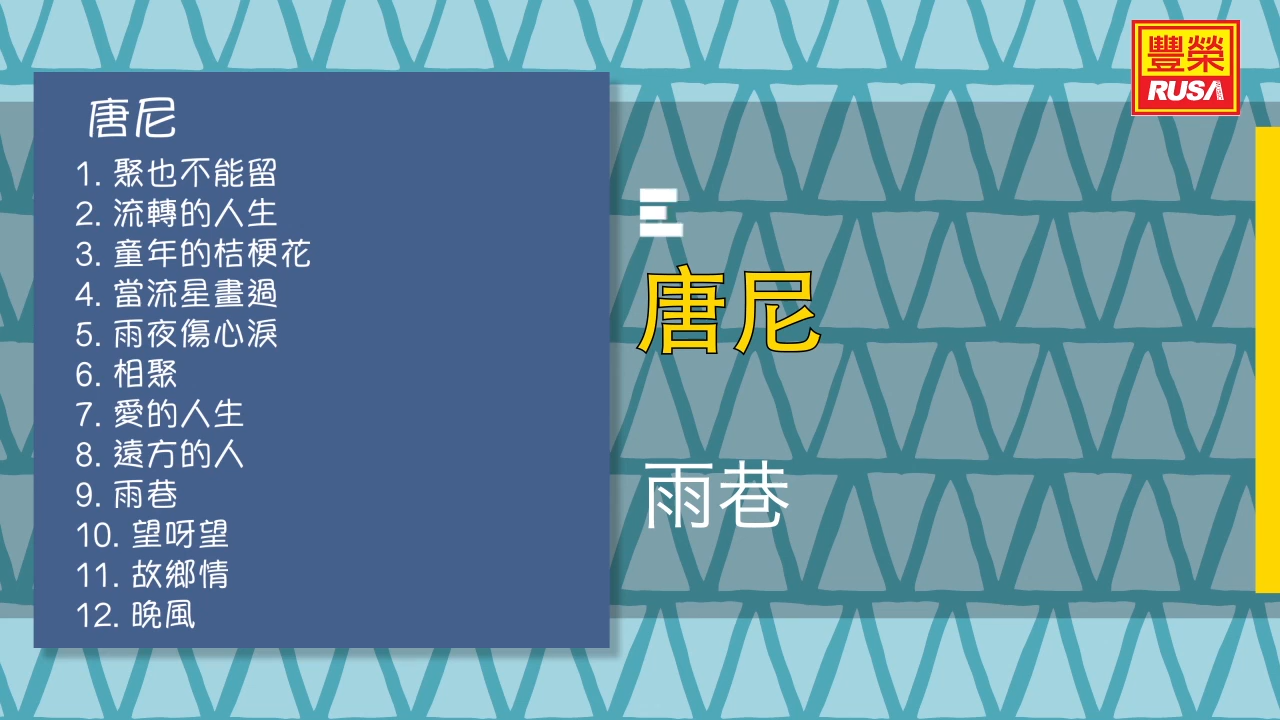 豐榮
RUSA
唐尼
1. 聚也不能留
2. 流轉的人生
3. 童年的桔梗花
4. 當流星畫過
5. 雨夜傷心淚
6. 相聚
7. 愛的人生
8. 遠方的人
9. 雨巷
10. 望呀望
11. 故鄉情
12. 晚風
唐尼
雨巷